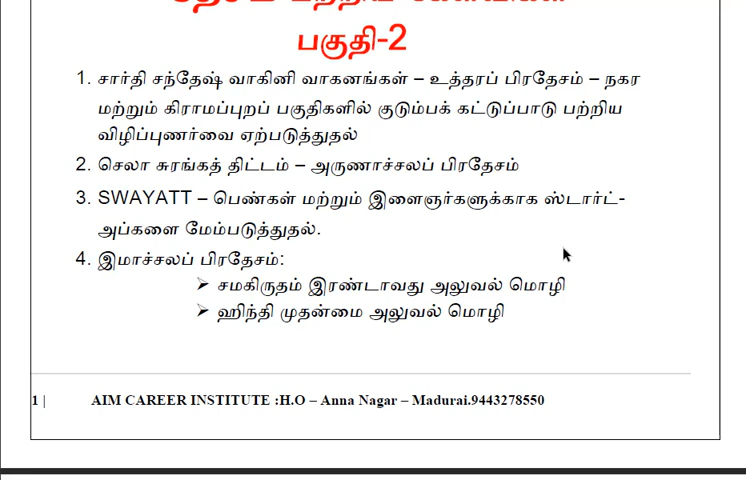 பகுதி-2
1. சார்தி சந்தேஷ் வாகினி வாகனங்கள் – உத்தரப் பிரதேசம் – நகர
மற்றும் கிராமப்புறப் பகுதிகளில் குடும்பக் கட்டுப்பாடு பற்றிய
விழிப்புணர்வை ஏற்படுத்துதல்
2. செலா சுரங்கத் திட்டம் – அருணாச்சலப் பிரதேசம்
3. SWAYATT – பெண்கள் மற்றும் இளைஞர்களுக்காக ஸ்டார்ட்-
அப்களை மேம்படுத்துதல்.
4. இமாச்சலப் பிரதேசம்:
➢ சமகிருதம் இரண்டாவது அலுவல் மொழி
➢ ஹிந்தி முதன்மை அலுவல் மொழி
1 | AIM CAREER INSTITUTE :H.O – Anna Nagar – Madurai.9443278550